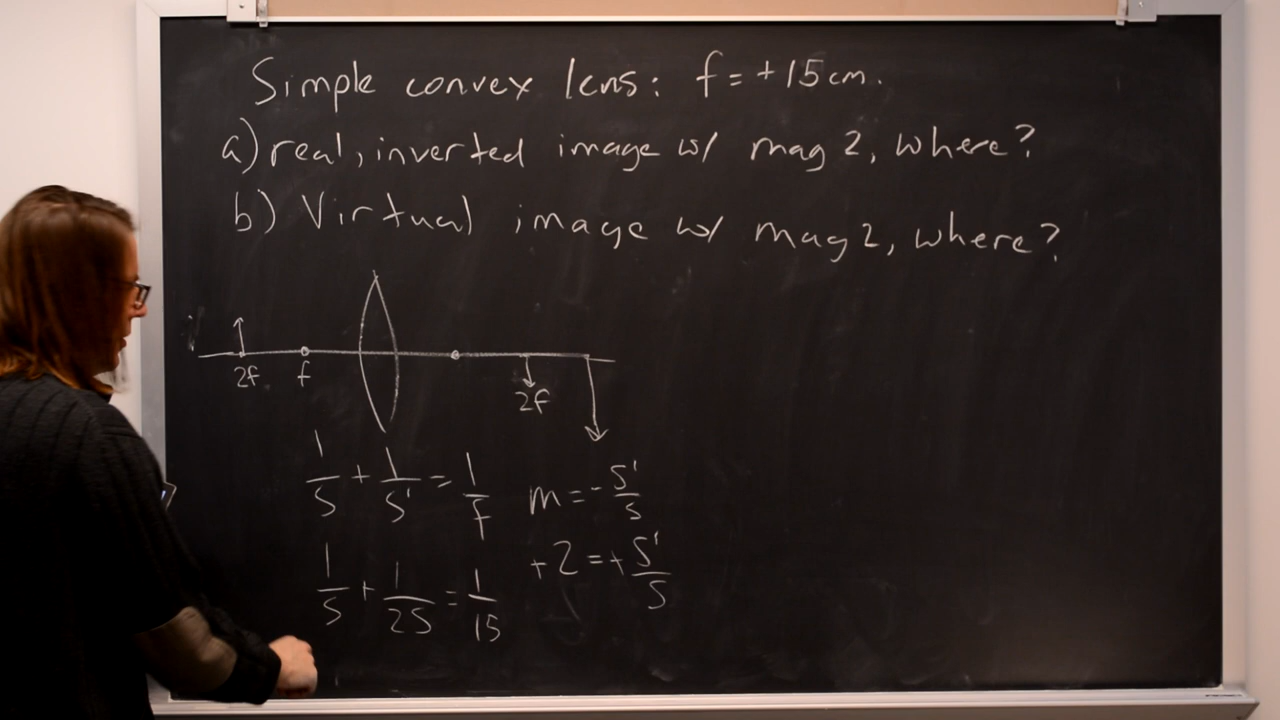 Simple convex lens: f = +15cm.
a) real, inverted image w/ mag 2, where?
b) Virtual image w/ mag 2, where?
2f f 2f
1/s + 1/s' = 1/f m = - s'/s
1/s + 1/2s = 1/15 +2 = + s'/s